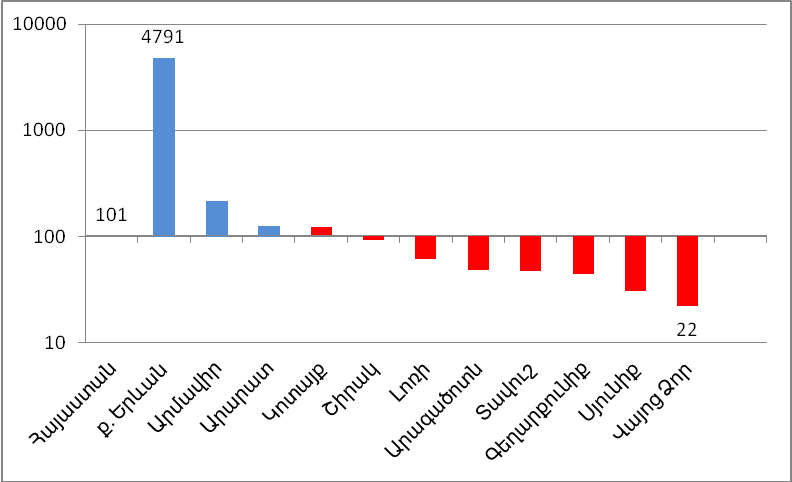 10000
4791
1000
101
100
22
10
Հայաստան
ք. Երևան
Արմավիր
Արարատ
Կոտայք
Շիրակ
Լոռի
Արագածոտն
Տավուշ
Գեղարքունիք
Սյունիք
Վայոց Ձոր